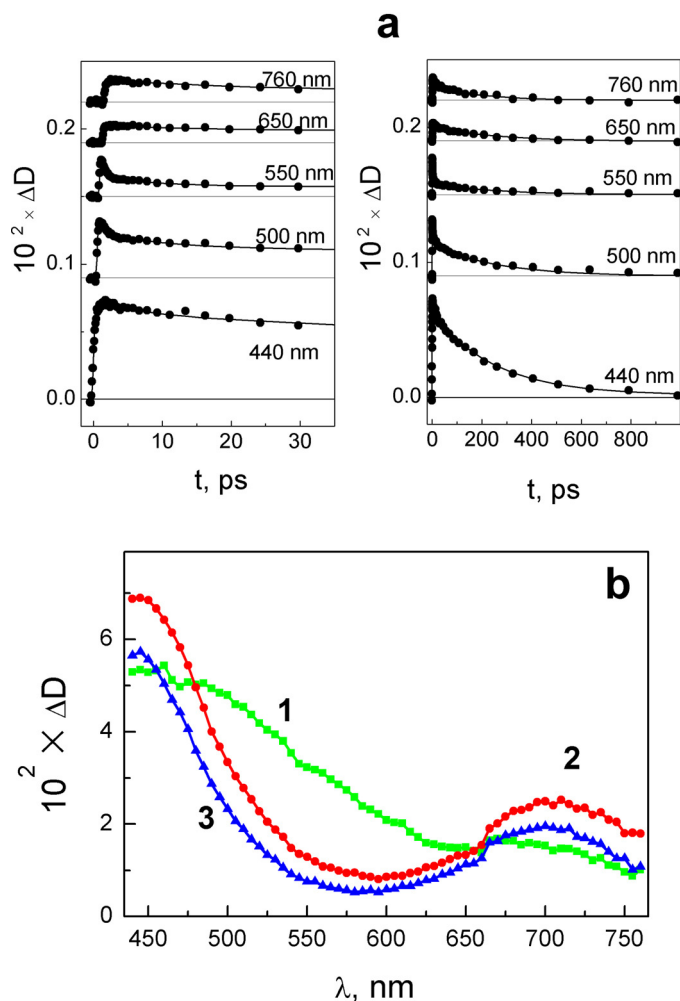 a
760 nm
650 nm
550 nm
500 nm
440 nm
0.2
0.1
0.0
10² × ΔD
0 10 20 30
t, ps
760 nm
650 nm
550 nm
500 nm
440 nm
0.2
0.1
0.0
10² × ΔD
0 200 400 600 800
t, ps
b
1
2
3
6
4
2
0
10² × ΔD
450 500 550 600 650 700 750
λ, nm